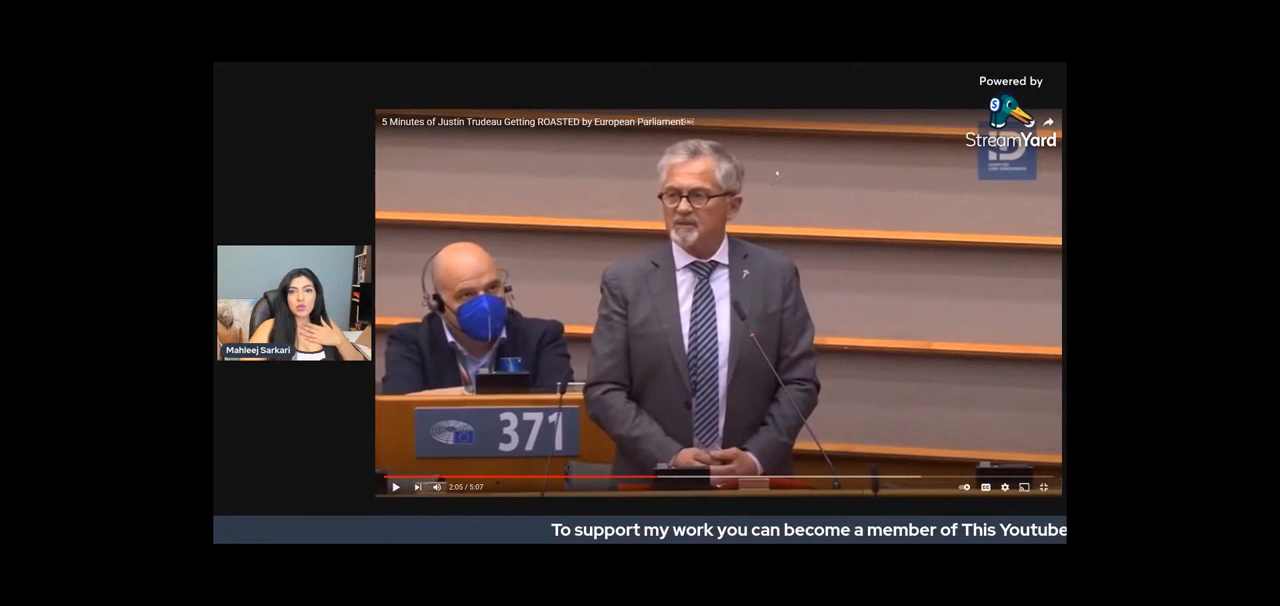 Powered by
StreamYard
5 Minutes of Justin Trudeau Getting ROASTED by European Parliament
iD
Mahleej Sarkari
371
2:05 / 5:07
To support my work you can become a member of This Youtube